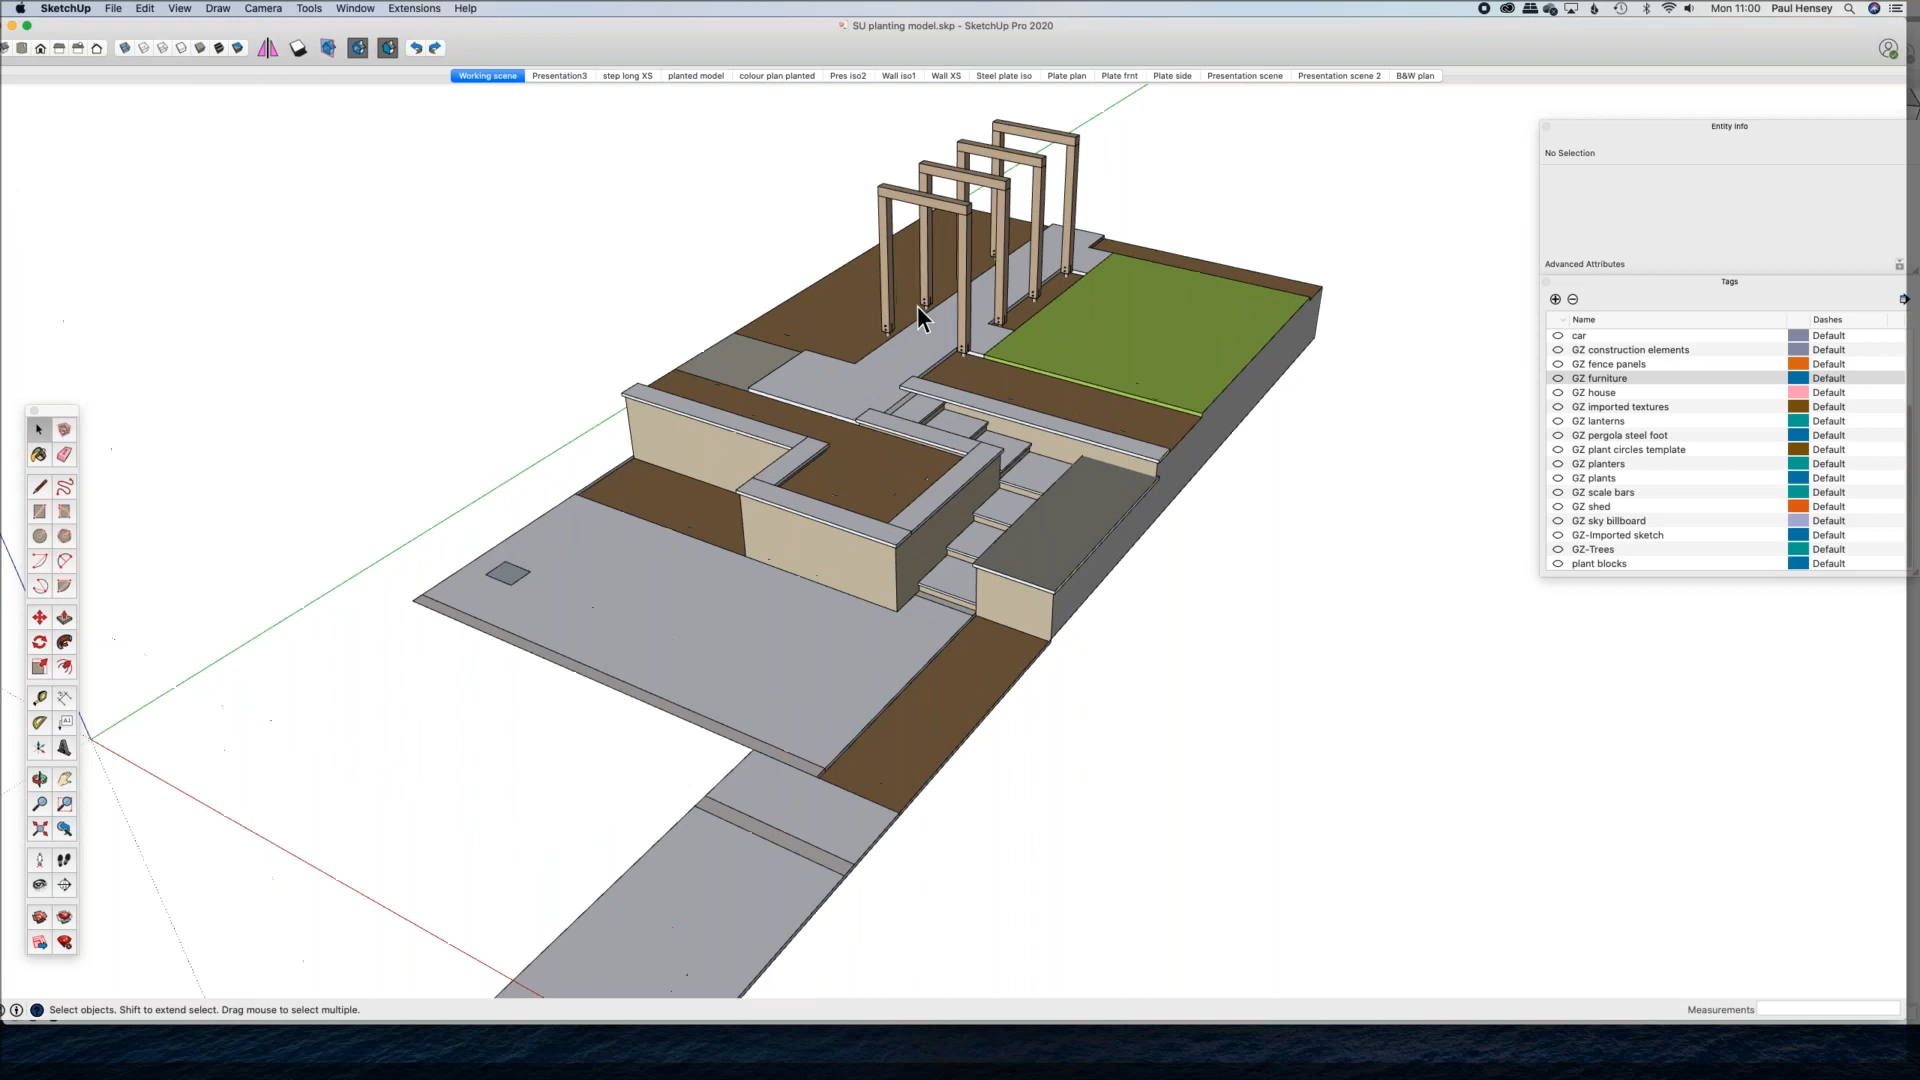 SketchUp File Edit View Draw Camera Tools Window Extensions Help Mon 11:00 Paul Hensey
SU planting model.skp - SketchUp Pro 2020
Working scene Presentation3 step long XS planted model colour plan planted Pres iso2 Wall iso1 Wall XS Steel plate iso Plate plan Plate frnt Plate side Presentation scene Presentation scene 2 B&W plan
Entity Info
No Selection
Advanced Attributes
Tags
Name Dashes
car Default
GZ construction elements Default
GZ fence panels Default
GZ furniture Default
GZ house Default
GZ imported textures Default
GZ lanterns Default
GZ pergola steel foot Default
GZ plant circles template Default
GZ planters Default
GZ plants Default
GZ scale bars Default
GZ shed Default
GZ sky billboard Default
GZ-Imported sketch Default
GZ-Trees Default
plant blocks Default
Select objects. Shift to extend select. Drag mouse to select multiple. Measurements